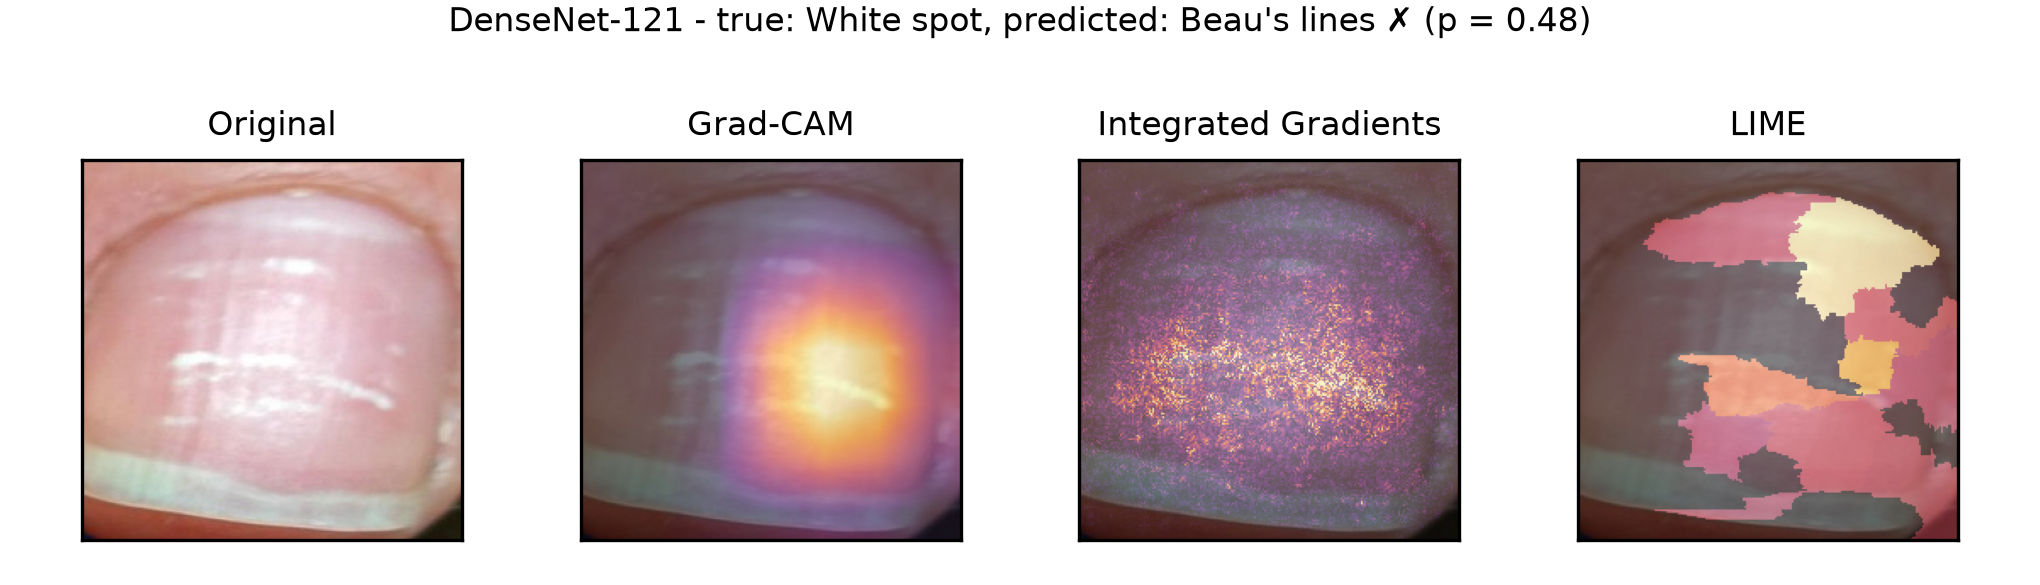 DenseNet-121 - true: White spot, predicted: Beau's lines ✗ (p = 0.48)
Original
Grad-CAM
Integrated Gradients
LIME